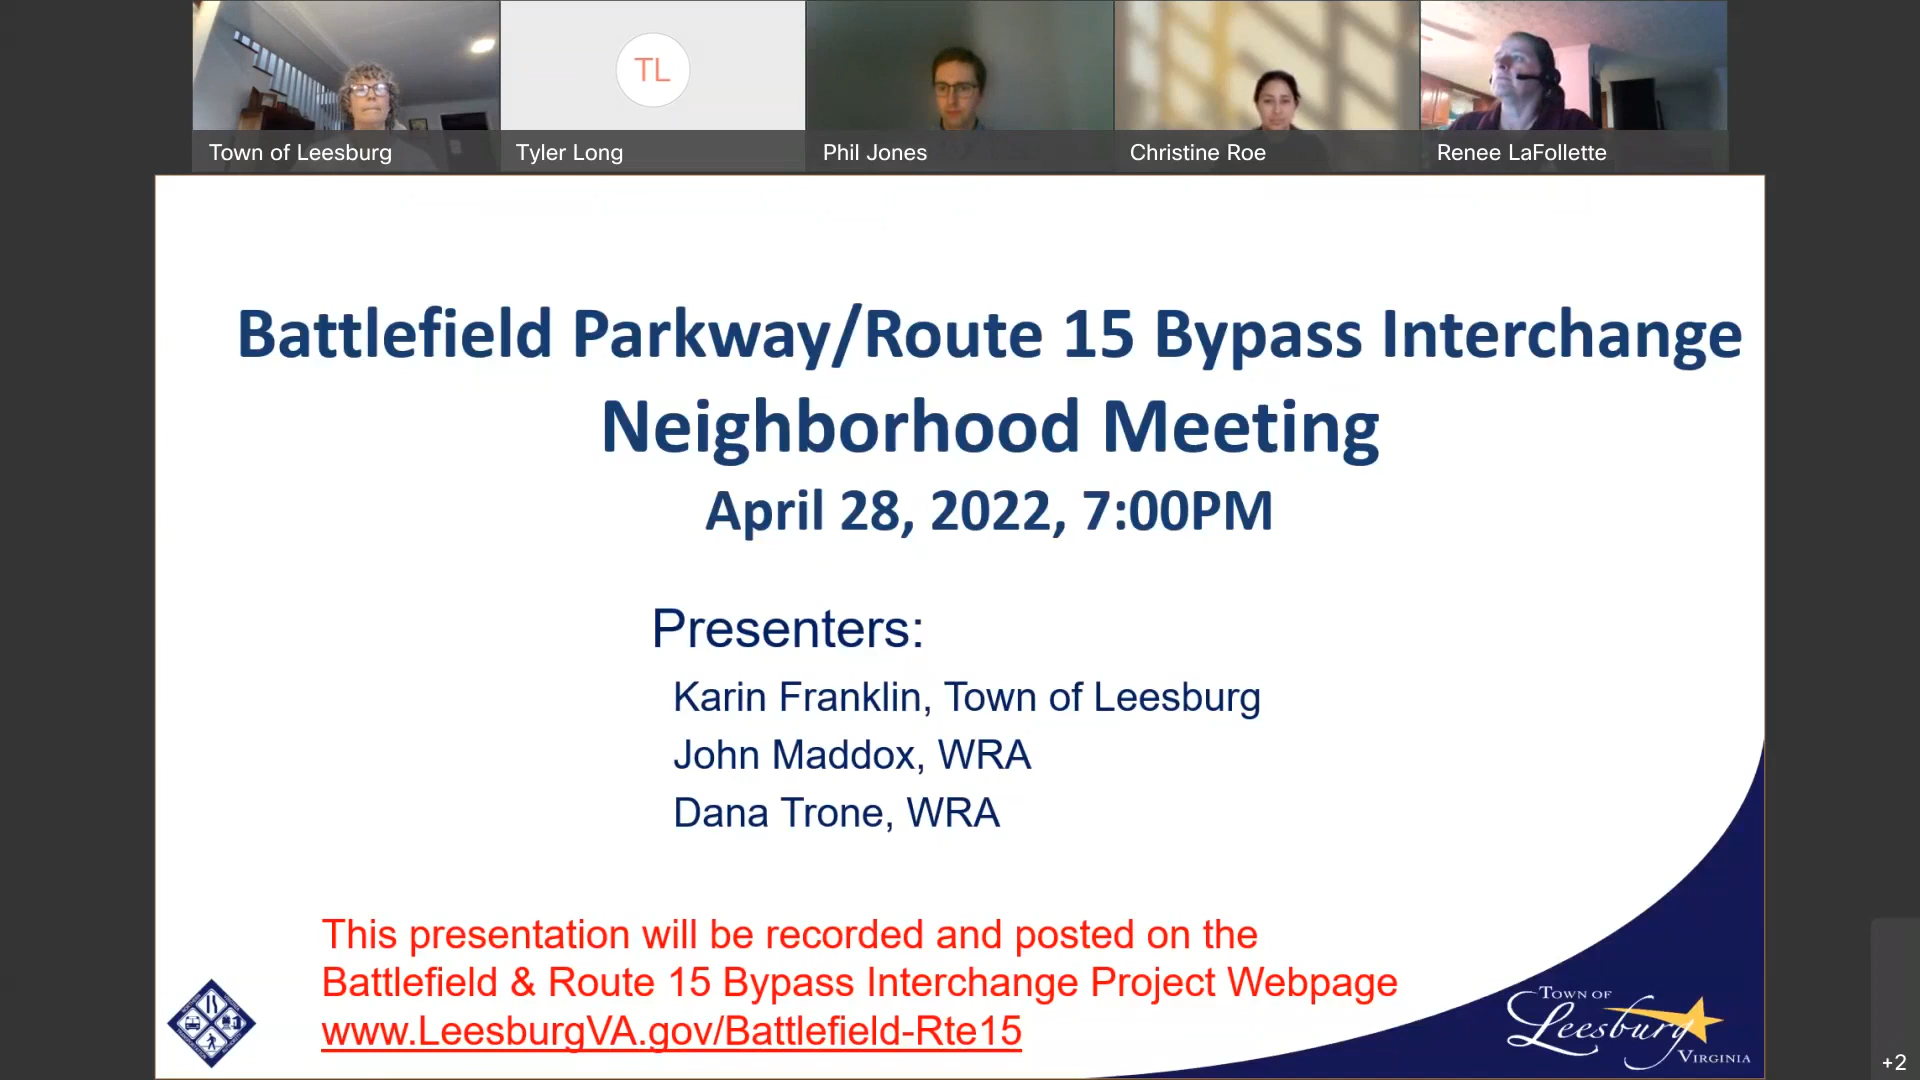 TL
Town of Leesburg
Tyler Long
Phil Jones
Christine Roe
Renee LaFollette
Battlefield Parkway/Route 15 Bypass Interchange
Neighborhood Meeting
April 28, 2022, 7:00PM
Presenters:
Karin Franklin, Town of Leesburg
John Maddox, WRA
Dana Trone, WRA
This presentation will be recorded and posted on the
Battlefield & Route 15 Bypass Interchange Project Webpage
www.LeesburgVA.gov/Battlefield-Rte15
TOWN OF
Leesburg
VIRGINIA
+2